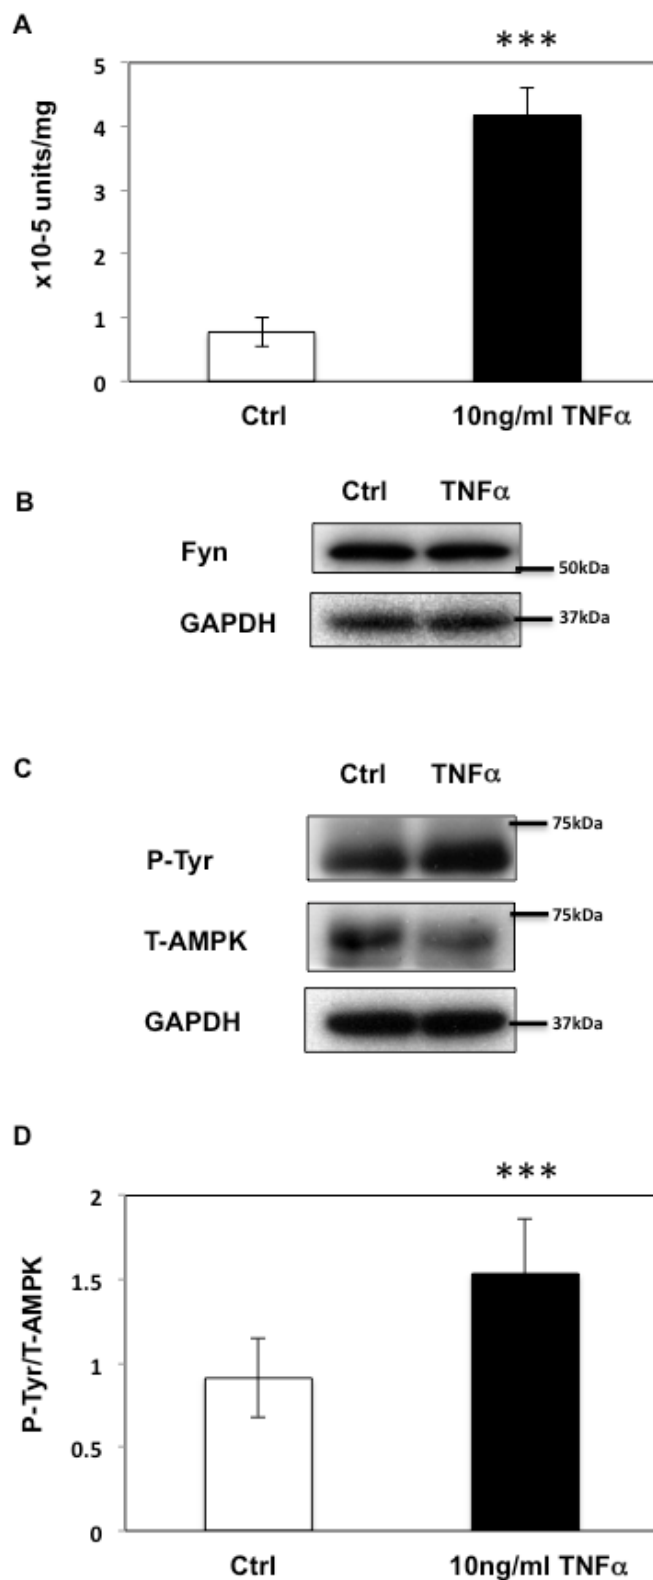 A
***
5
4
3
2
1
0
x10-5 units/mg
Ctrl
10ng/ml TNFα
B
Ctrl TNFα
Fyn
50kDa
GAPDH
37kDa
C
Ctrl TNFα
75kDa
P-Tyr
75kDa
T-AMPK
GAPDH
37kDa
D
***
2
1.5
1
0.5
0
P-Tyr/T-AMPK
Ctrl
10ng/ml TNFα